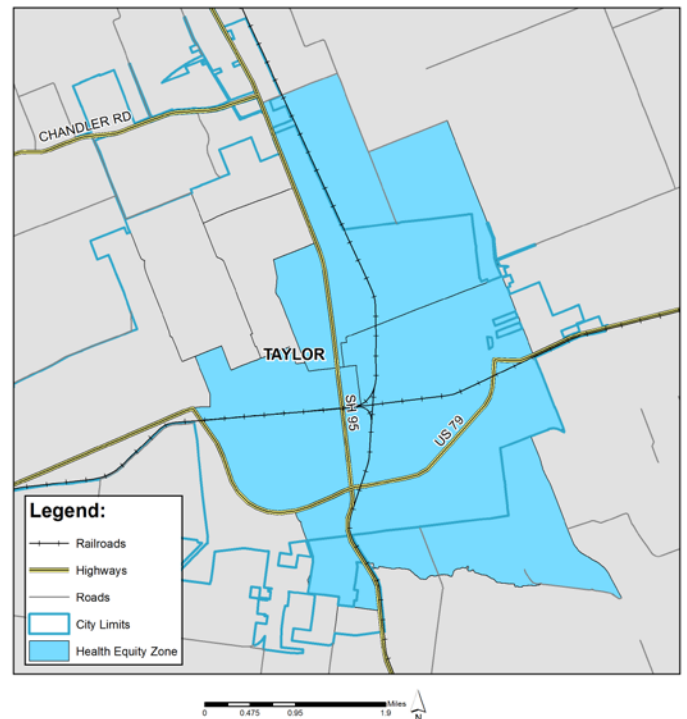 CHANDLER RD
TAYLOR
SH 95
US 79
Legend:
Railroads
Highways
Roads
City Limits
Health Equity Zone
Miles
0 0.475 0.95 1.9
N